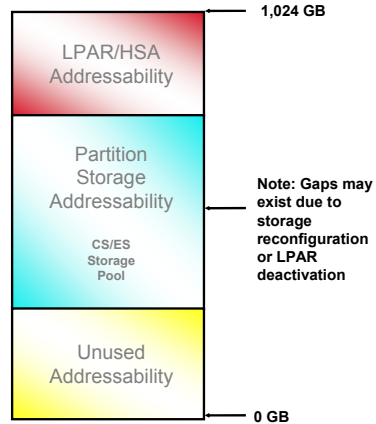 1,024 GB
LPAR/HSA
Addressability
Partition
Storage
Addressability
CS/ES
Storage
Pool
Note: Gaps may
exist due to
storage
reconfiguration
or LPAR
deactivation
Unused
Addressability
0 GB